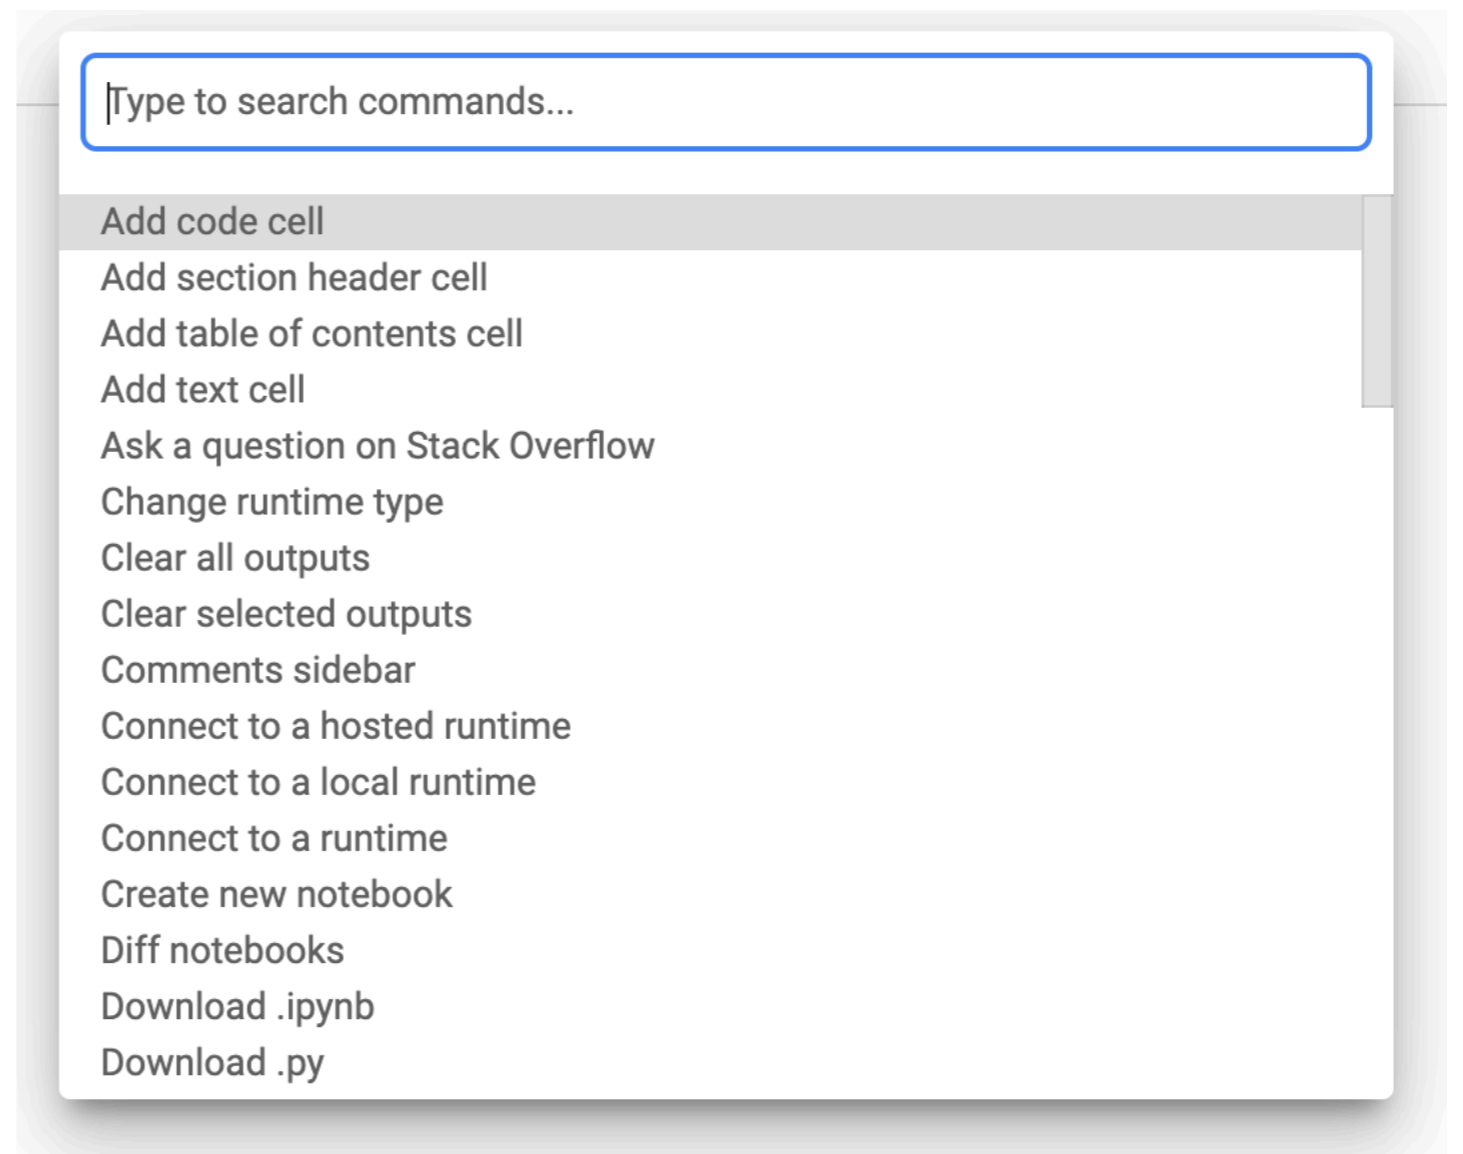 Type to search commands...
Add code cell
Add section header cell
Add table of contents cell
Add text cell
Ask a question on Stack Overflow
Change runtime type
Clear all outputs
Clear selected outputs
Comments sidebar
Connect to a hosted runtime
Connect to a local runtime
Connect to a runtime
Create new notebook
Diff notebooks
Download .ipynb
Download .py